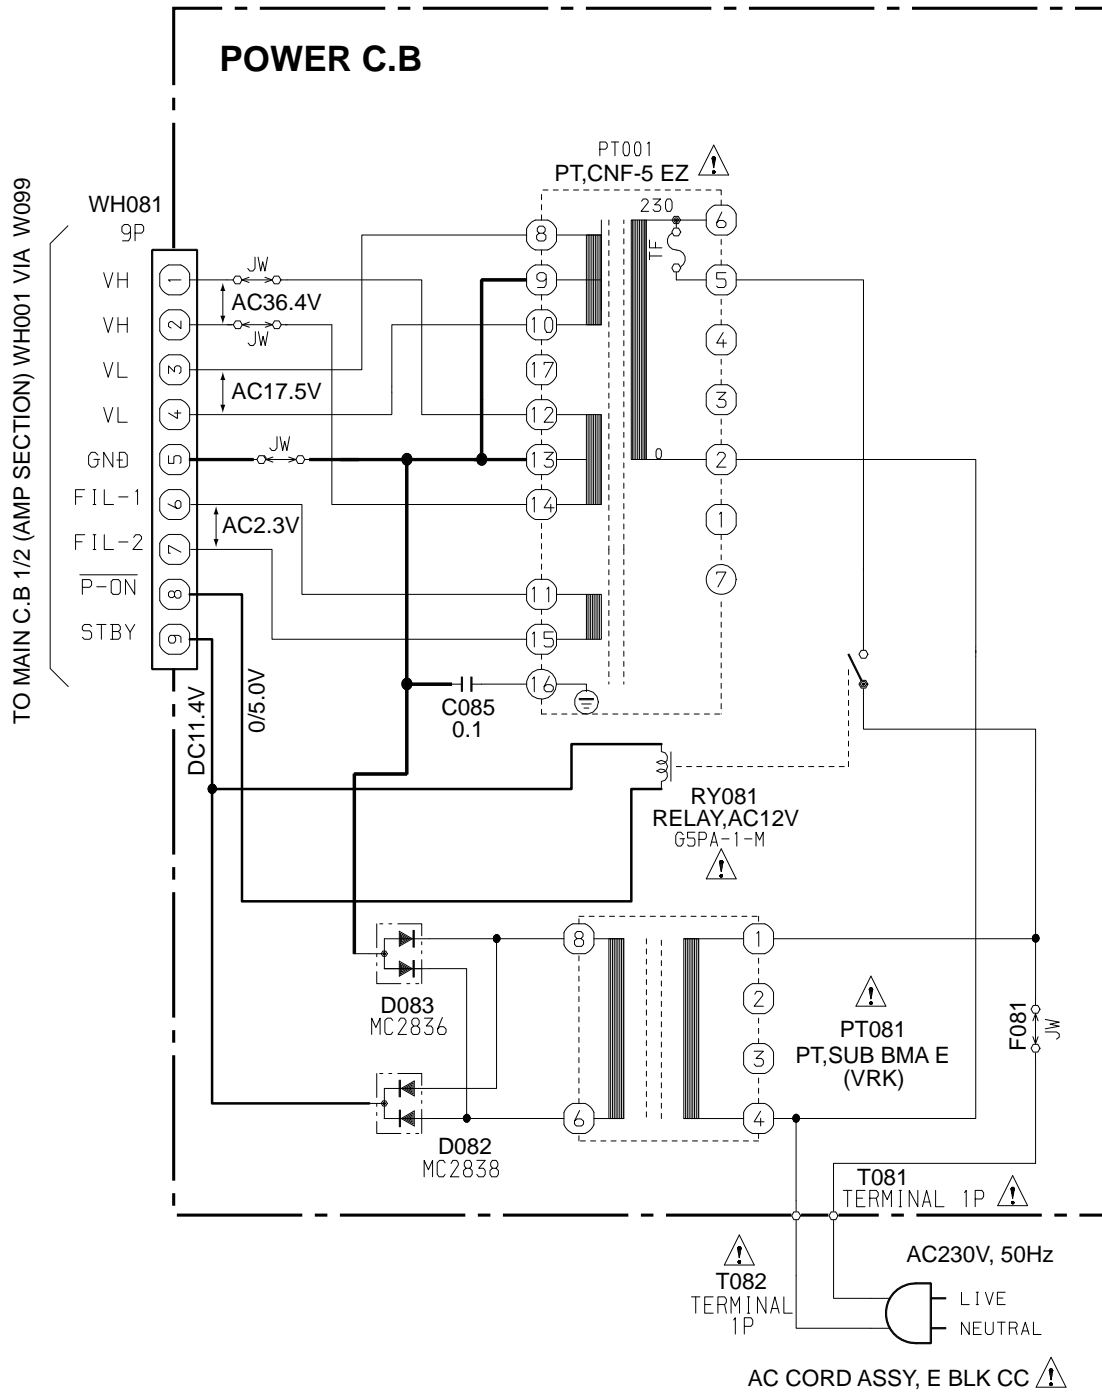 POWER C.B
TO MAIN C.B 1/2 (AMP SECTION) WH001 VIA W099
WH081
9P
PT001
PT,CNF-5 EZ
230
TF
0
VH
VH
VL
VL
GND
FIL-1
FIL-2
P-ON
STBY
1
2
3
4
5
6
7
8
9
JW
AC36.4V
JW
AC17.5V
JW
AC2.3V
DC11.4V
0/5.0V
8
9
10
17
12
13
14
11
15
16
6
5
4
3
2
1
7
C085
0.1
RY081
RELAY,AC12V
G5PA-1-M
D083
MC2836
D082
MC2838
8
6
1
2
3
4
PT081
PT,SUB BMA E
(VRK)
F081
JW
T081
TERMINAL 1P
T082
TERMINAL
1P
AC230V, 50Hz
LIVE
NEUTRAL
AC CORD ASSY, E BLK CC